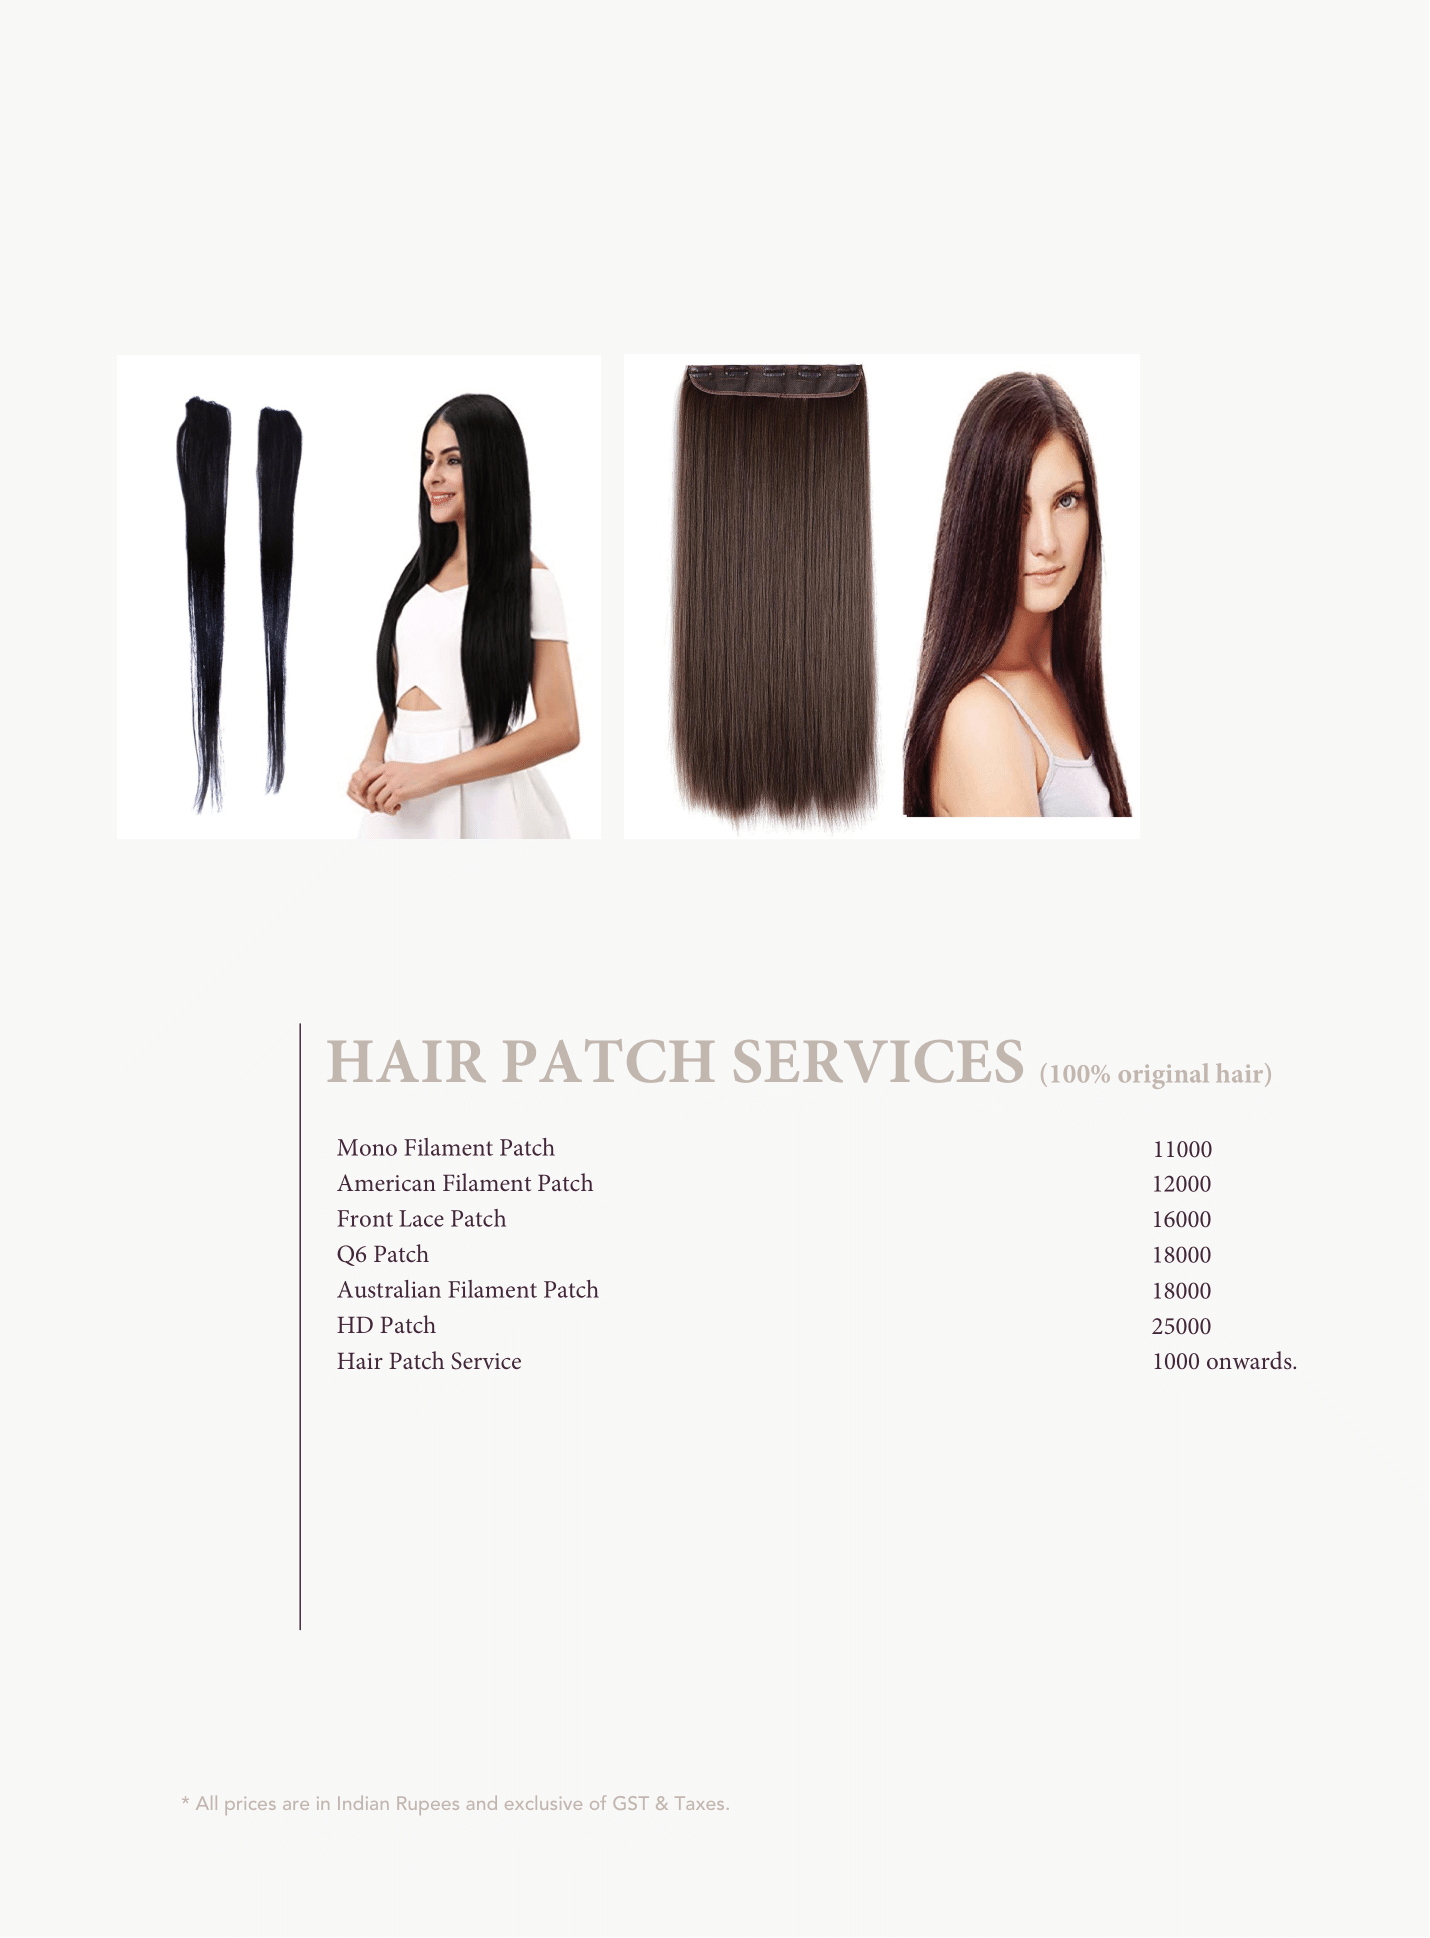 HAIR PATCH SERVICES (100% original hair)
Mono Filament Patch 11000
American Filament Patch 12000
Front Lace Patch 16000
Q6 Patch 18000
Australian Filament Patch 18000
HD Patch 25000
Hair Patch Service 1000 onwards.
* All prices are in Indian Rupees and exclusive of GST & Taxes.